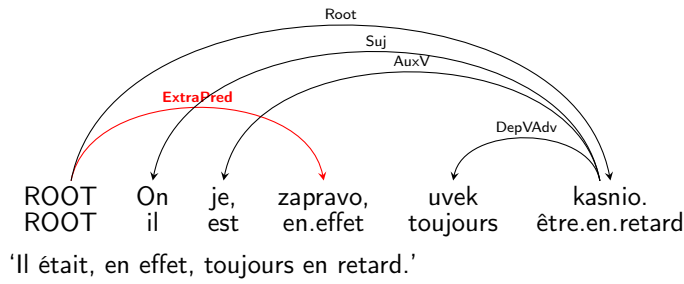 Root
Suj
AuxV
ExtraPred
DepVAdv
ROOT On je, zapravo, uvek kasnio.
ROOT il est en.effet toujours être.en.retard
‘Il était, en effet, toujours en retard.’